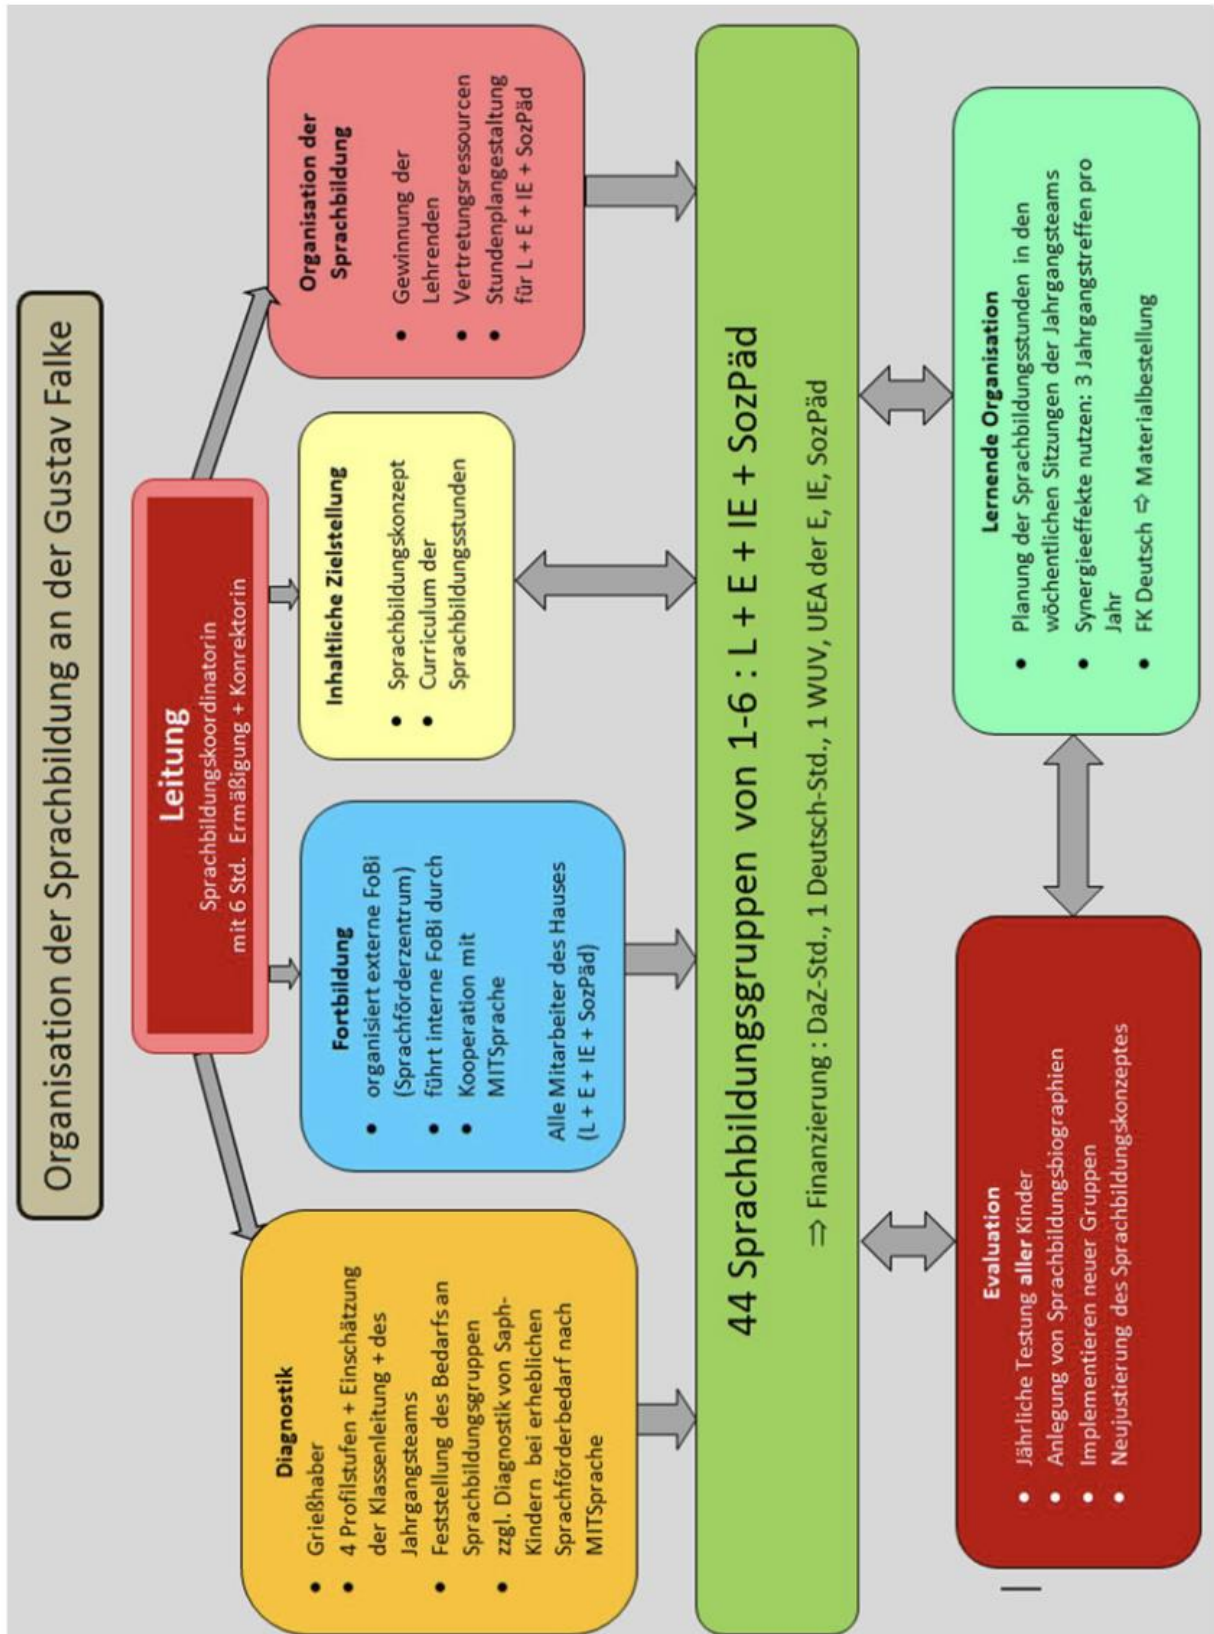 Organisation der Sprachbildung an der Gustav Falke
Leitung
Sprachbildungskoordinatorin
mit 6 Std. Ermäßigung + Konrektorin
Diagnostik
• Grießhaber
• 4 Profilstufen + Einschätzung
der Klassenleitung + des
Jahrgangsteams
• Feststellung des Bedarfs an
Sprachbildungsgruppen
• zzgl. Diagnostik von Saph-
Kindern bei erheblichen
Sprachförderbedarf nach
MITSprache
Fortbildung
• organisiert externe FoBi
(Sprachförderzentrum)
• führt interne FoBi durch
• Kooperation mit
MITSprache
Alle Mitarbeiter des Hauses
(L + E + IE + SozPäd)
Inhaltliche Zielstellung
• Sprachbildungskonzept
• Curriculum der
Sprachbildungsstunden
Organisation der
Sprachbildung
• Gewinnung der
Lehrenden
• Vertretungsressourcen
• Stundenplangestaltung
für L + E + IE + SozPäd
44 Sprachbildungsgruppen von 1-6 : L + E + IE + SozPäd
⇒ Finanzierung : DaZ-Std., 1 Deutsch-Std., 1 WUV, UEA der E, IE, SozPäd
Evaluation
• Jährliche Testung aller Kinder
• Anlegung von Sprachbildungsbiographien
• Implementieren neuer Gruppen
• Neujustierung des Sprachbildungskonzeptes
Lernende Organisation
• Planung der Sprachbildungsstunden in den
wöchentlichen Sitzungen der Jahrgangsteams
• Synergieeffekte nutzen: 3 Jahrgangstreffen pro
Jahr
• FK Deutsch ⇨ Materialbestellung